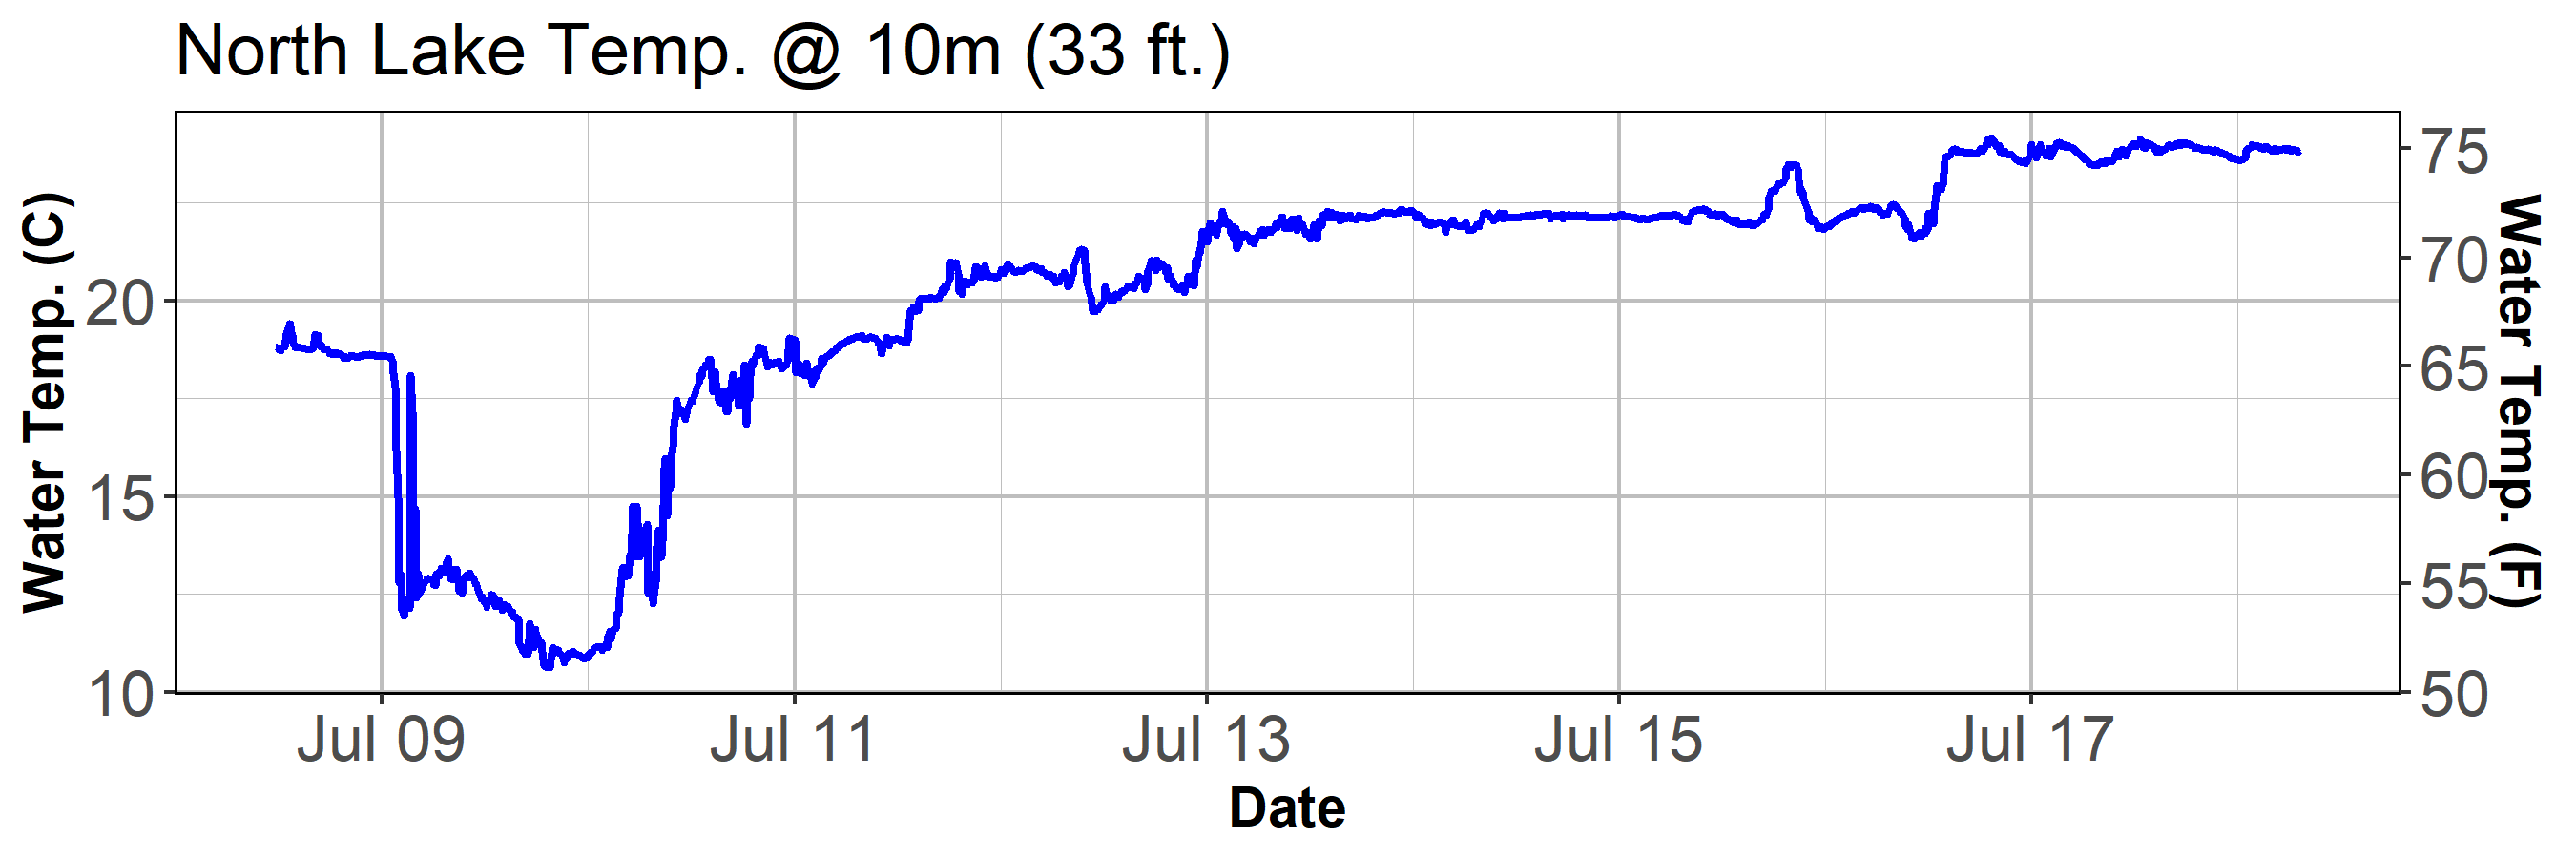 North Lake Temp. @ 10m (33 ft.)
Water Temp. (C)
20
15
10
75
70
65
60
55
50
Water Temp. (F)
Jul 09 Jul 11 Jul 13 Jul 15 Jul 17
Date